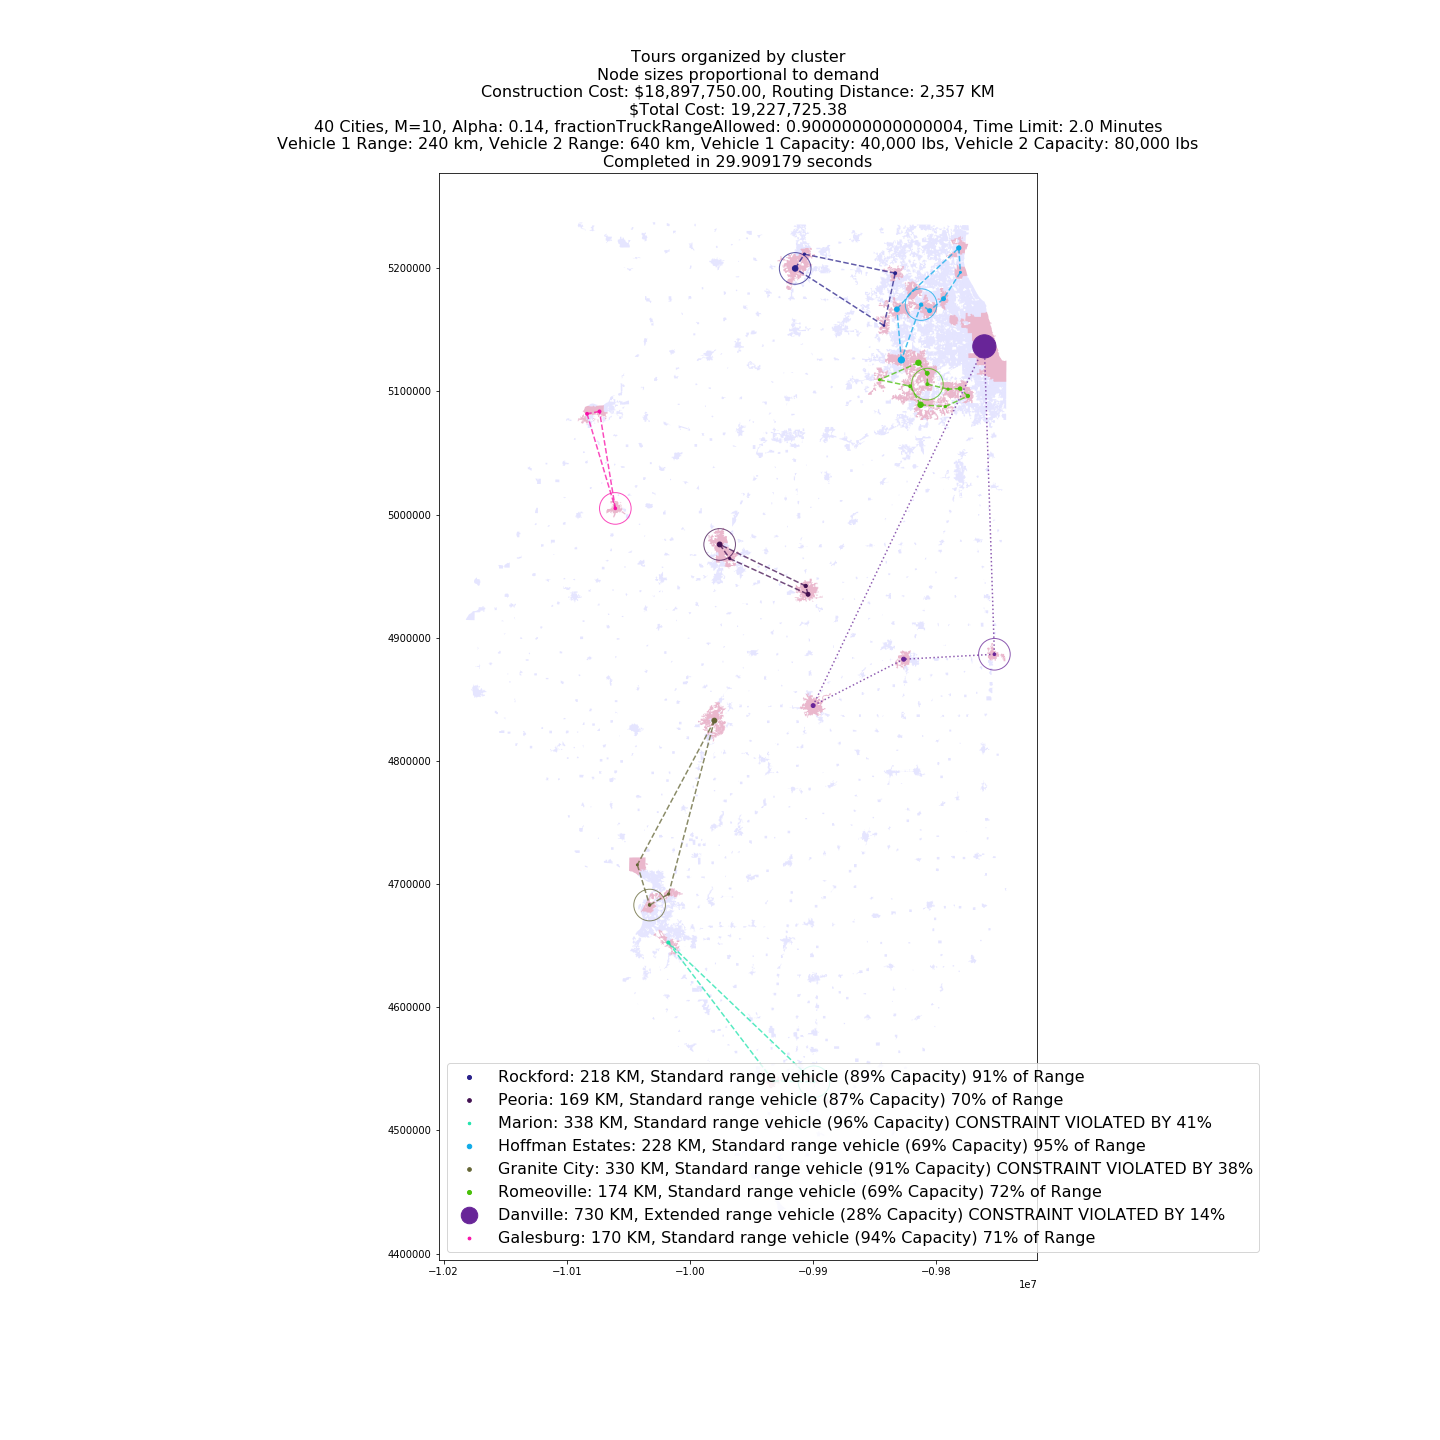 Tours organized by cluster
Node sizes proportional to demand
Construction Cost: $18,897,750.00, Routing Distance: 2,357 KM
$Total Cost: 19,227,725.38
40 Cities, M=10, Alpha: 0.14, fractionTruckRangeAllowed: 0.9000000000000004, Time Limit: 2.0 Minutes
Vehicle 1 Range: 240 km, Vehicle 2 Range: 640 km, Vehicle 1 Capacity: 40,000 lbs, Vehicle 2 Capacity: 80,000 lbs
Completed in 29.909179 seconds
5200000
5100000
5000000
4900000
4800000
4700000
4600000
4500000
4400000
Rockford: 218 KM, Standard range vehicle (89% Capacity) 91% of Range
Peoria: 169 KM, Standard range vehicle (87% Capacity) 70% of Range
Marion: 338 KM, Standard range vehicle (96% Capacity) CONSTRAINT VIOLATED BY 41%
Hoffman Estates: 228 KM, Standard range vehicle (69% Capacity) 95% of Range
Granite City: 330 KM, Standard range vehicle (91% Capacity) CONSTRAINT VIOLATED BY 38%
Romeoville: 174 KM, Standard range vehicle (69% Capacity) 72% of Range
Danville: 730 KM, Extended range vehicle (28% Capacity) CONSTRAINT VIOLATED BY 14%
Galesburg: 170 KM, Standard range vehicle (94% Capacity) 71% of Range
−1.02 −1.01 −1.00 −0.99 −0.98
1e7